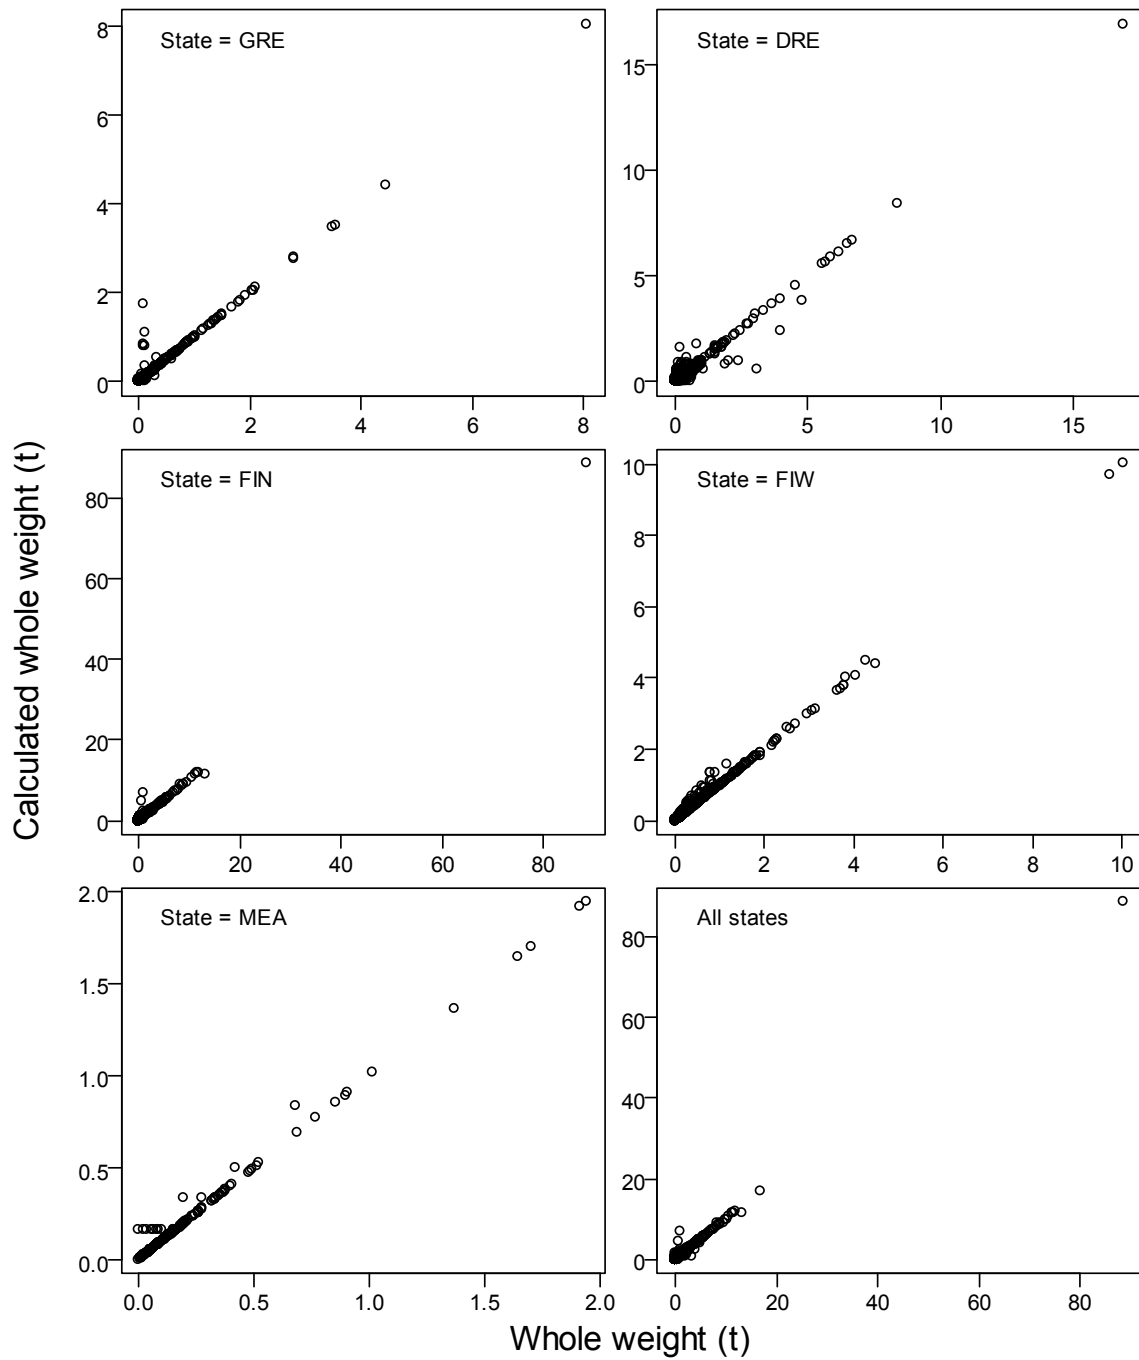 State = GRE
8
6
4
2
0
0 2 4 6 8
State = DRE
15
10
5
0
0 5 10 15
State = FIN
80
60
40
20
0
0 20 40 60 80
State = FIW
10
8
6
4
2
0
0 2 4 6 8 10
State = MEA
2.0
1.5
1.0
0.5
0.0
0.0 0.5 1.0 1.5 2.0
All states
80
60
40
20
0
0 20 40 60 80
Calculated whole weight (t)
Whole weight (t)